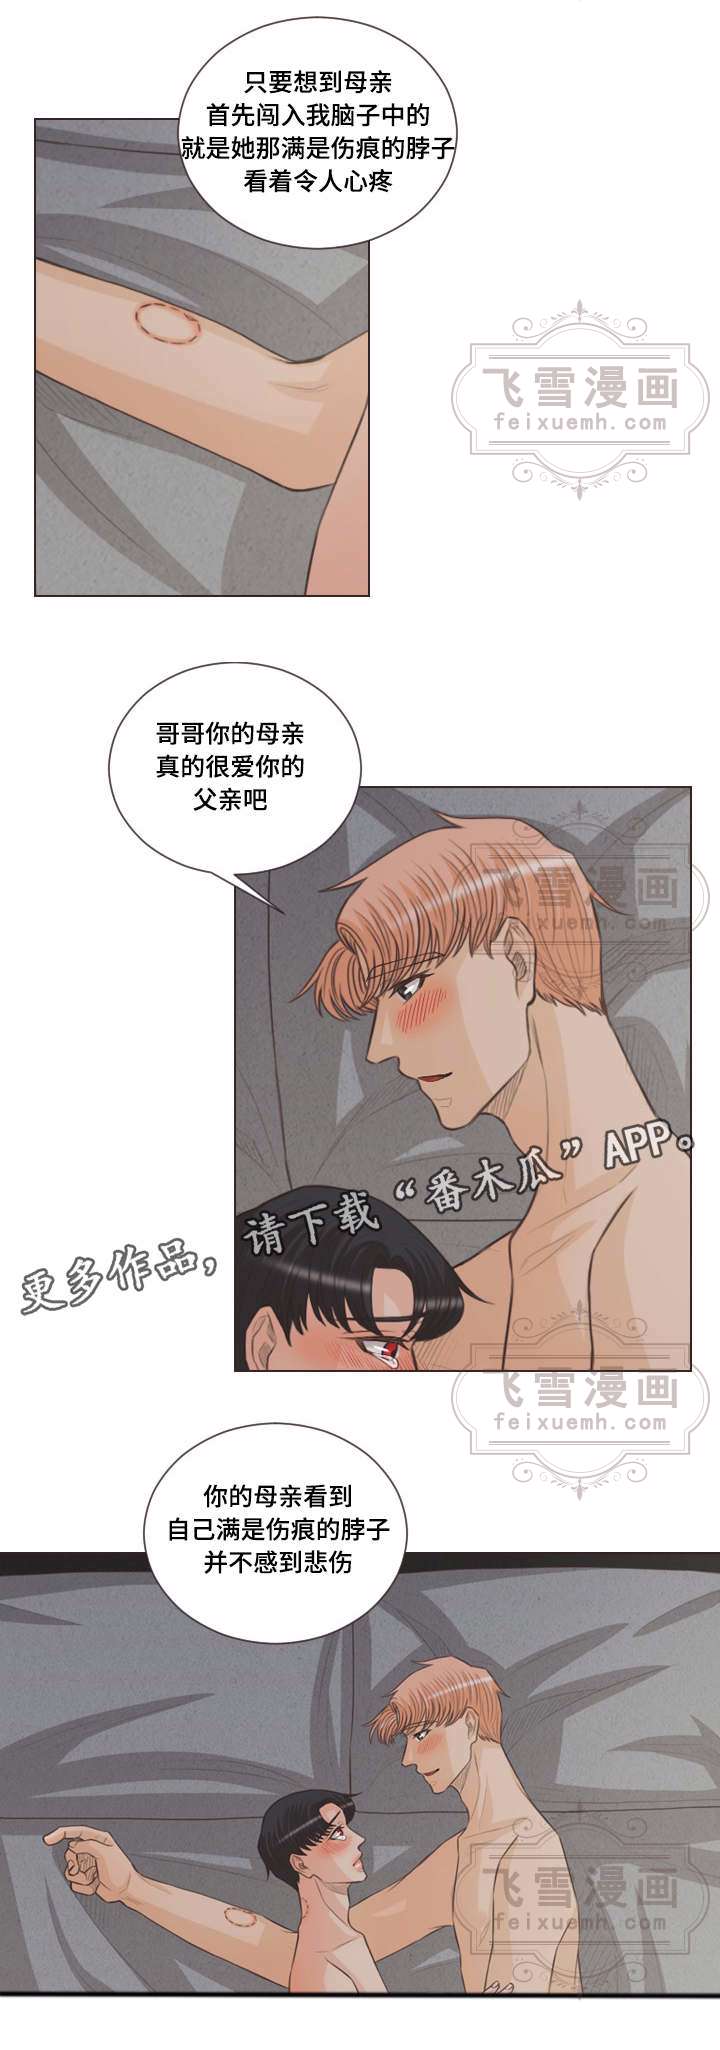 只要想到母亲
首先闯入我脑子中的
就是她那满是伤痕的脖子
看着令人心疼
飞雪漫画
feixuemh.com
哥哥你的母亲
真的很爱你的
父亲吧
飞雪漫画
feixuemh.com
更多作品，请下载“番木瓜”APP。
飞雪漫画
feixuemh.com
你的母亲看到
自己满是伤痕的脖子
并不感到悲伤
飞雪漫画
feixuemh.com